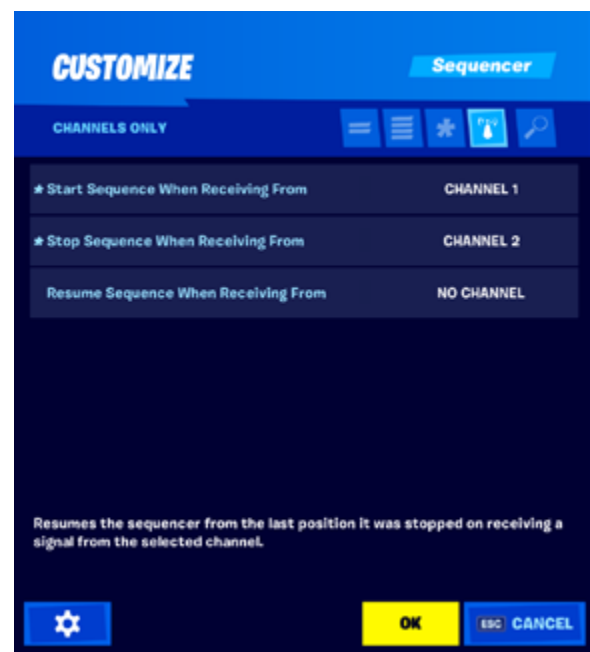 CUSTOMIZE
Sequencer
CHANNELS ONLY
Start Sequence When Receiving From CHANNEL 1
Stop Sequence When Receiving From CHANNEL 2
Resume Sequence When Receiving From NO CHANNEL
Resumes the sequencer from the last position it was stopped on receiving a
signal from the selected channel.
OK
ESC CANCEL